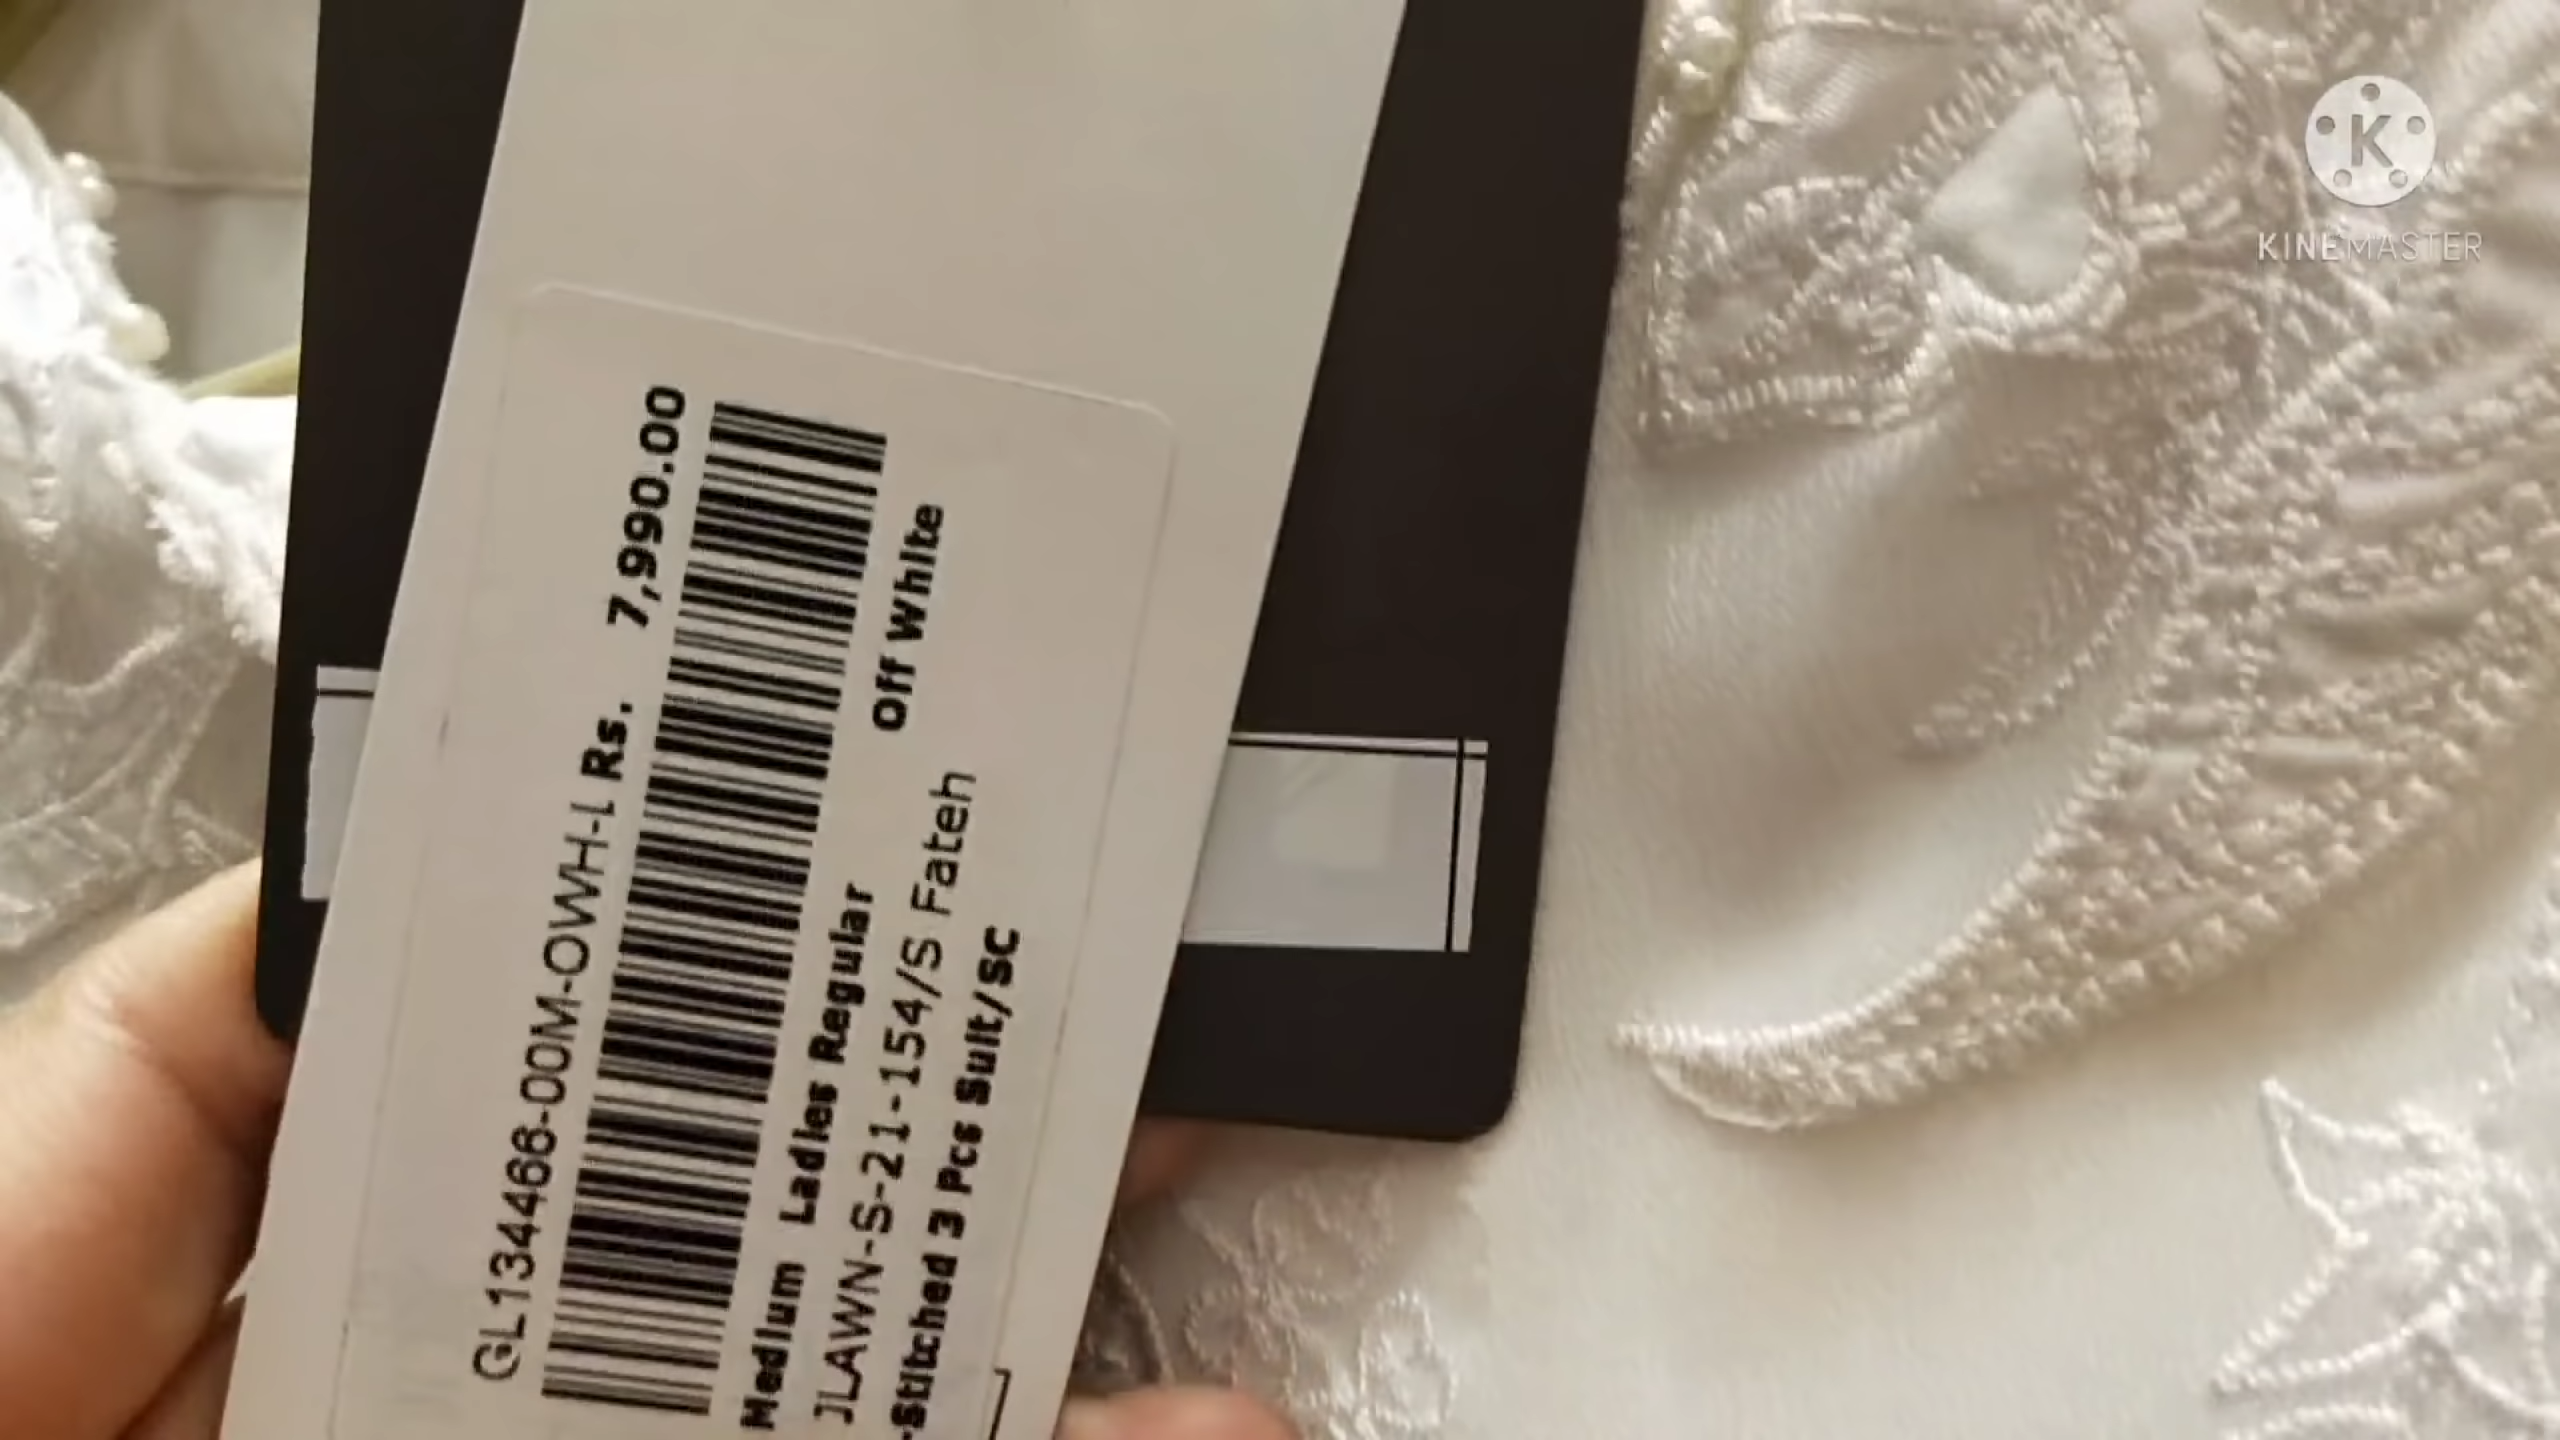 GL134466-00M-OWH-L Rs. 7,990.00
Medium Ladies Regular Off White
JLAWN-S-21-154/S Fateh
-Stitched 3 Pcs Suit/SC
K
KINEMASTER